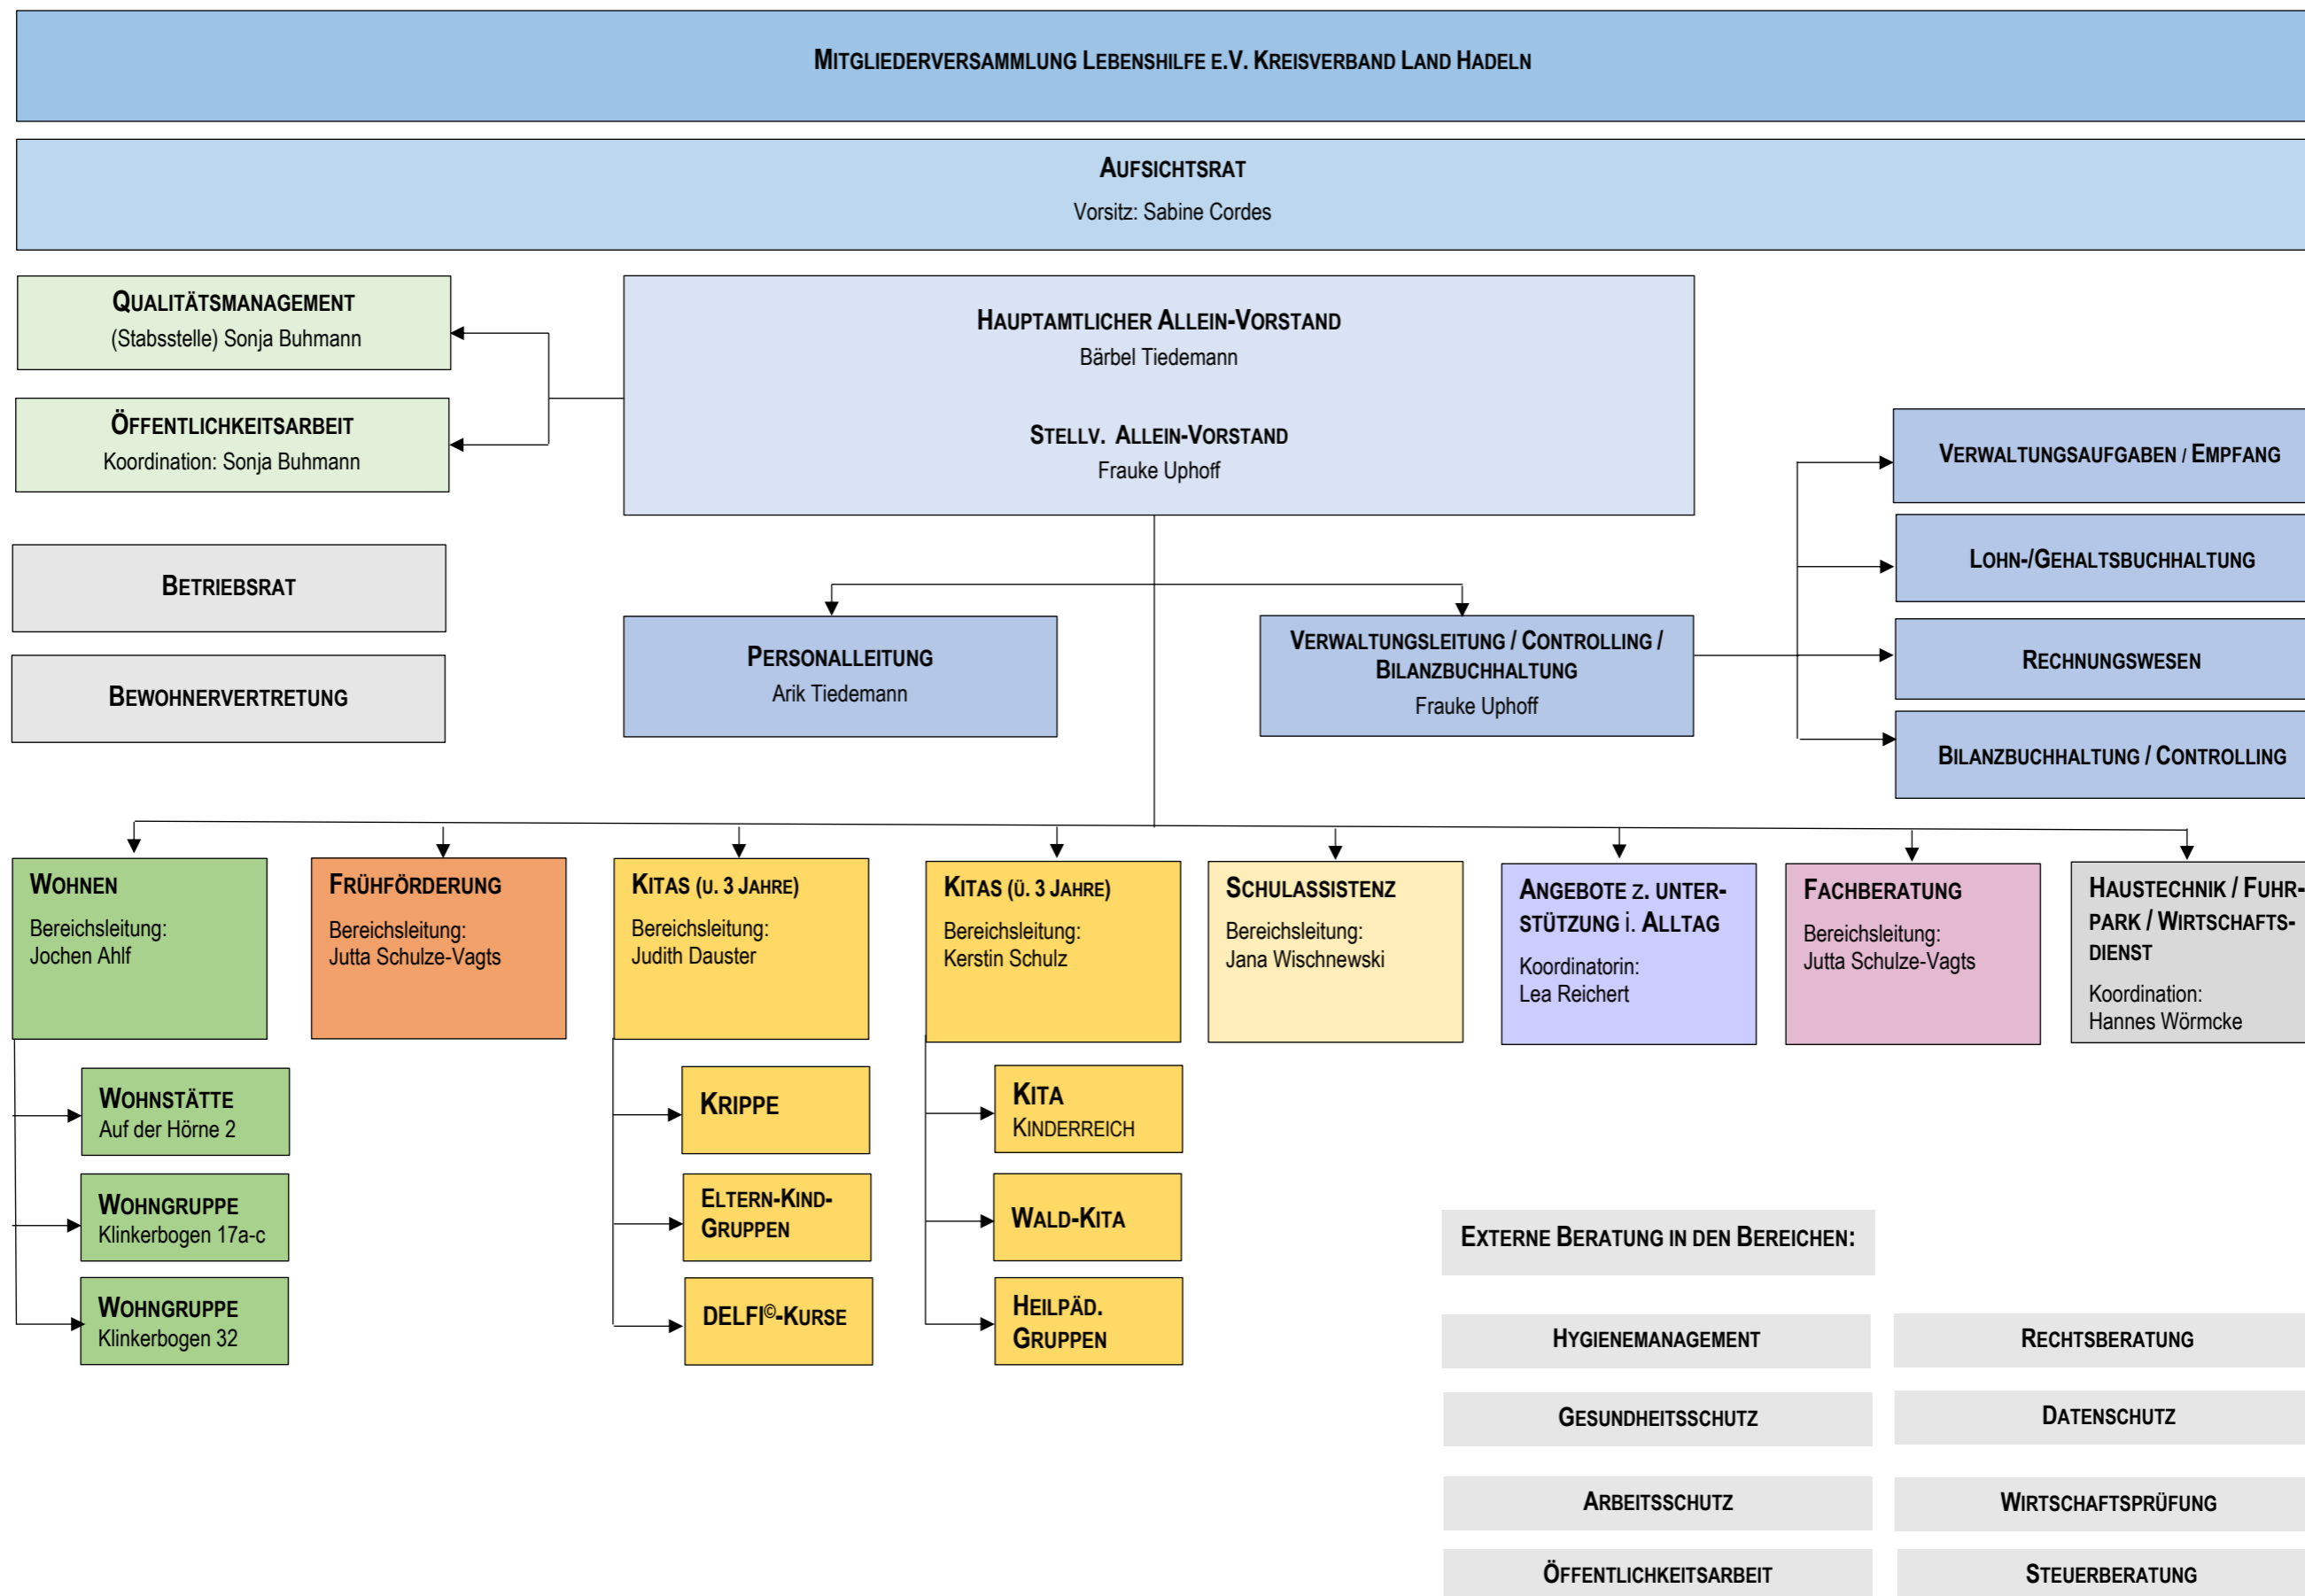 MITGLIEDERVERSAMMLUNG LEBENSHILFE E.V. KREISVERBAND LAND HADELN
AUFSICHTSRAT
Vorsitz: Sabine Cordes
QUALITÄTSMANAGEMENT
(Stabsstelle) Sonja Buhmann
ÖFFENTLICHKEITSARBEIT
Koordination: Sonja Buhmann
HAUPTAMTLICHER ALLEIN-VORSTAND
Bärbel Tiedemann
STELLV. ALLEIN-VORSTAND
Frauke Uphoff
VERWALTUNGSAUFGABEN / EMPFANG
LOHN-/GEHALTSBUCHHALTUNG
RECHNUNGSWESEN
BILANZBUCHHALTUNG / CONTROLLING
BETRIEBSRAT
BEWOHNERVERTRETUNG
PERSONALLEITUNG
Arik Tiedemann
VERWALTUNGSLEITUNG / CONTROLLING /
BILANZBUCHHALTUNG
Frauke Uphoff
WOHNEN
Bereichsleitung:
Jochen Ahlf
FRÜHFÖRDERUNG
Bereichsleitung:
Jutta Schulze-Vagts
KITAS (U. 3 JAHRE)
Bereichsleitung:
Judith Dauster
KITAS (Ü. 3 JAHRE)
Bereichsleitung:
Kerstin Schulz
SCHULASSISTENZ
Bereichsleitung:
Jana Wischnewski
ANGEBOTE Z. UNTER-
STÜTZUNG i. ALLTAG
Koordinatorin:
Lea Reichert
FACHBERATUNG
Bereichsleitung:
Jutta Schulze-Vagts
HAUSTECHNIK / FUHR-
PARK / WIRTSCHAFTS-
DIENST
Koordination:
Hannes Wörmcke
WOHNSTÄTTE
Auf der Hörne 2
WOHNGRUPPE
Klinkerbogen 17a-c
WOHNGRUPPE
Klinkerbogen 32
KRIPPE
ELTERN-KIND-
GRUPPEN
DELFI©-KURSE
KITA
KINDERREICH
WALD-KITA
HEILPÄD.
GRUPPEN
EXTERNE BERATUNG IN DEN BEREICHEN:
HYGIENEMANAGEMENT
RECHTSBERATUNG
GESUNDHEITSSCHUTZ
DATENSCHUTZ
ARBEITSSCHUTZ
WIRTSCHAFTSPRÜFUNG
ÖFFENTLICHKEITSARBEIT
STEUERBERATUNG